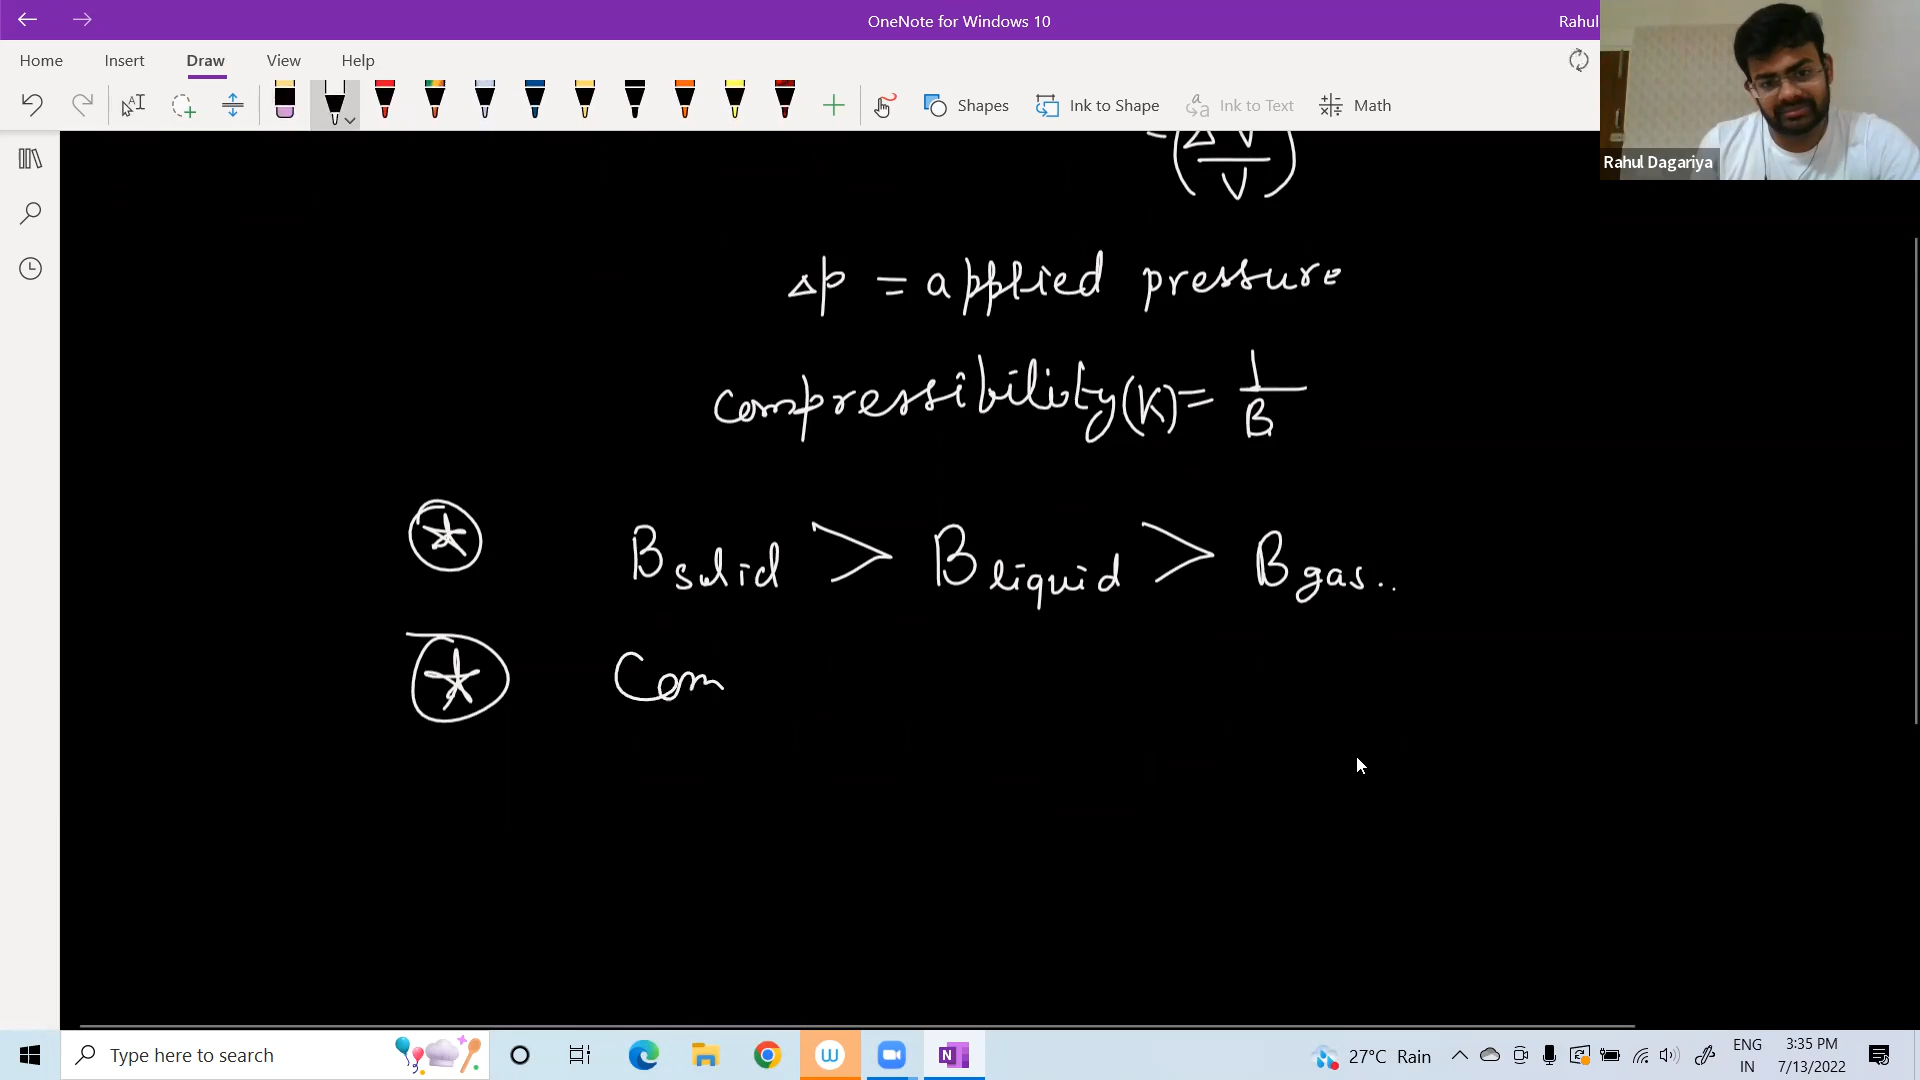 OneNote for Windows 10
Rahul
Home Insert Draw View Help
Shapes Ink to Shape Ink to Text Math
Rahul Dagariya
-(ΔV/V)
Δp = applied pressure
compressibility(K) = 1/B
B solid > B liquid > B gas..
Com
Type here to search
27°C Rain
ENG
IN
3:35 PM
7/13/2022